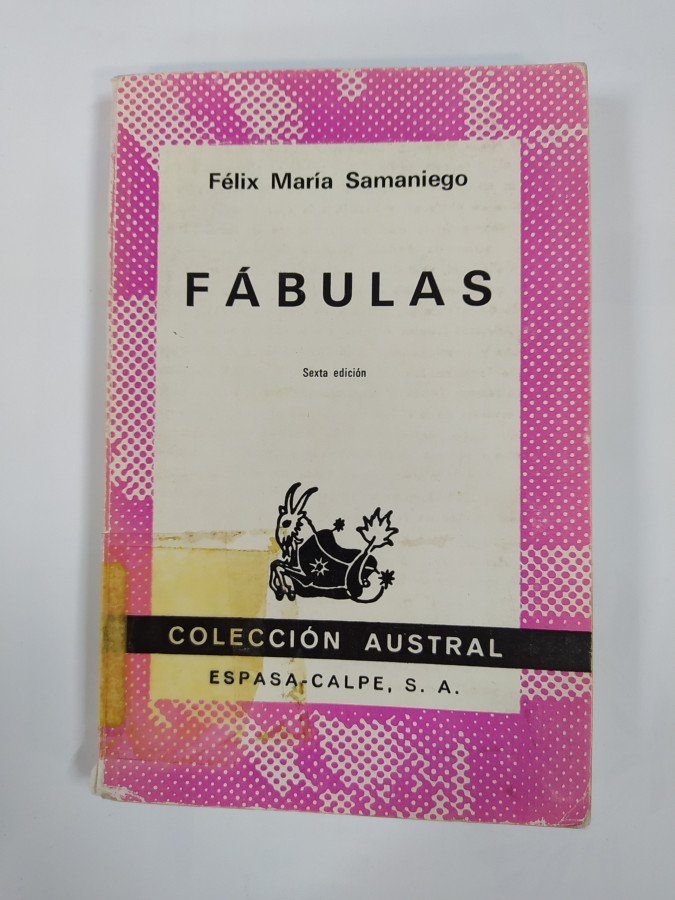 Félix María Samaniego
FÁBULAS
Sexta edición
COLECCIÓN AUSTRAL
ESPASA-CALPE, S. A.